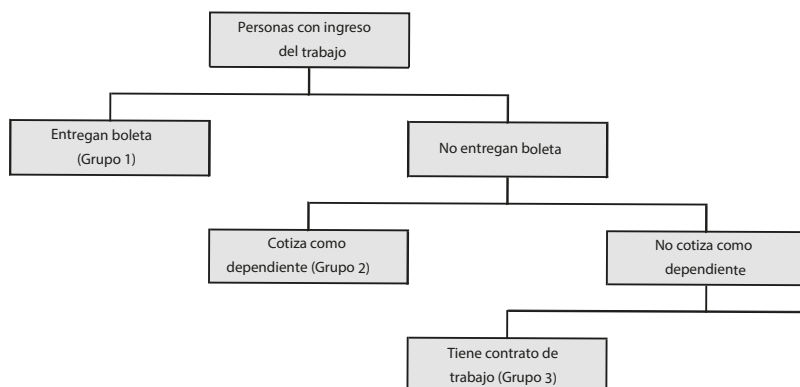 Personas con ingreso
del trabajo
Entregan boleta
(Grupo 1)
No entregan boleta
Cotiza como
dependiente (Grupo 2)
No cotiza como
dependiente
Tiene contrato de
trabajo (Grupo 3)